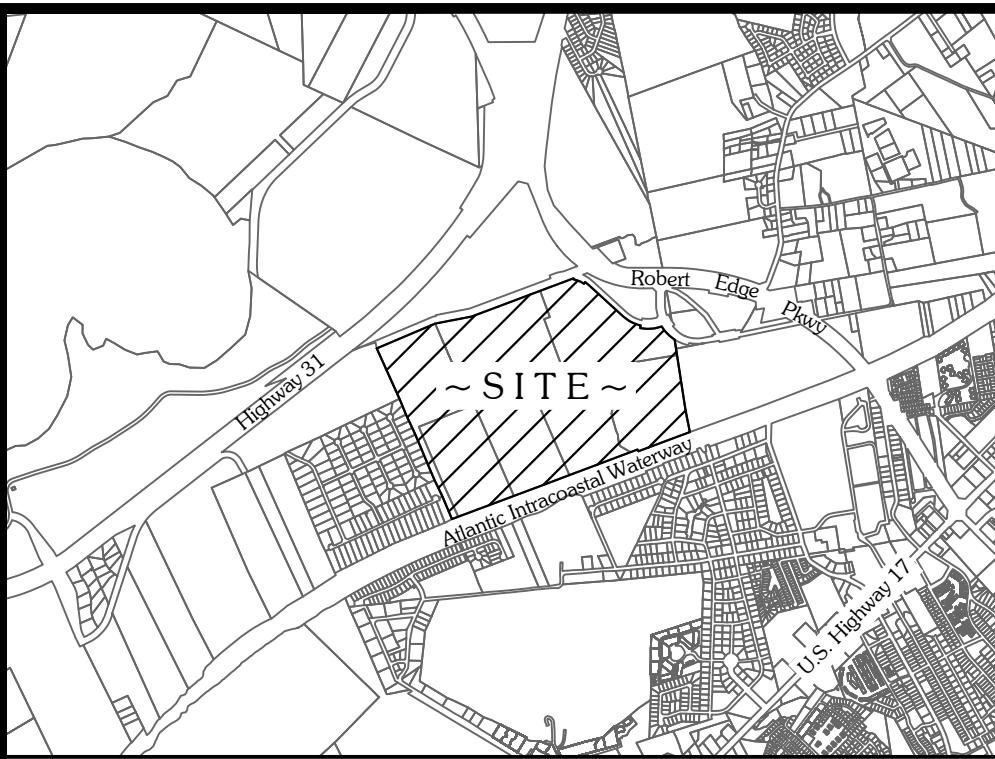 Robert Edge Pkwy
Highway 31
~ SITE ~
Atlantic Intracoastal Waterway
U.S. Highway 17